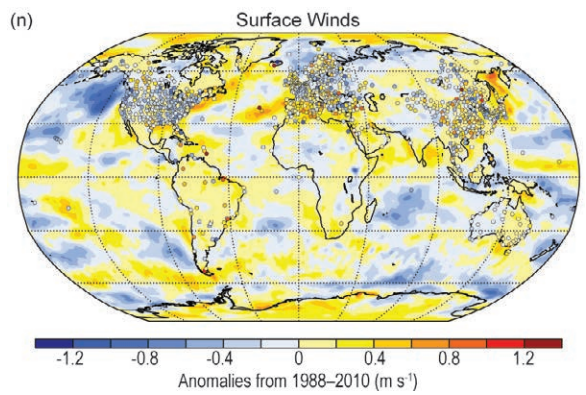 (n) Surface Winds
-1.2 -0.8 -0.4 0 0.4 0.8 1.2
Anomalies from 1988–2010 (m s⁻¹)